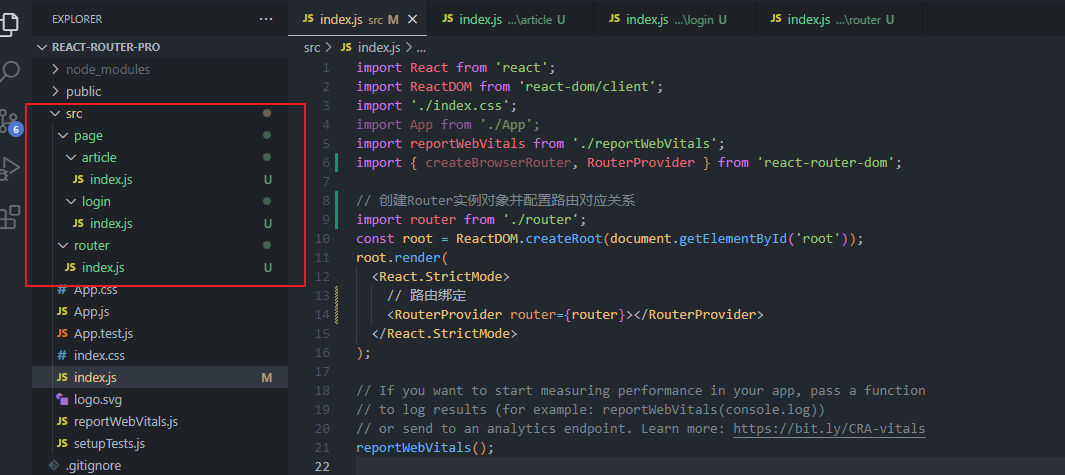 EXPLORER
REACT-ROUTER-PRO
node_modules
public
src
page
article
index.js U
login
index.js U
router
index.js U
# App.css
JS App.js
JS App.test.js
# index.css
JS index.js M
logo.svg
JS reportWebVitals.js
JS setupTests.js
.gitignore
6
JS index.js src M ×
JS index.js ...\article U
JS index.js ...\login U
JS index.js ...\router U
src > JS index.js > ...
1 import React from 'react';
2 import ReactDOM from 'react-dom/client';
3 import './index.css';
4 import App from './App';
5 import reportWebVitals from './reportWebVitals';
6 import { createBrowserRouter, RouterProvider } from 'react-router-dom';
7
8 // 创建Router实例对象并配置路由对应关系
9 import router from './router';
10 const root = ReactDOM.createRoot(document.getElementById('root'));
11 root.render(
12 <React.StrictMode>
13 // 路由绑定
14 <RouterProvider router={router}></RouterProvider>
15 </React.StrictMode>
16 );
17
18 // If you want to start measuring performance in your app, pass a function
19 // to log results (for example: reportWebVitals(console.log))
20 // or send to an analytics endpoint. Learn more: https://bit.ly/CRA-vitals
21 reportWebVitals();
22